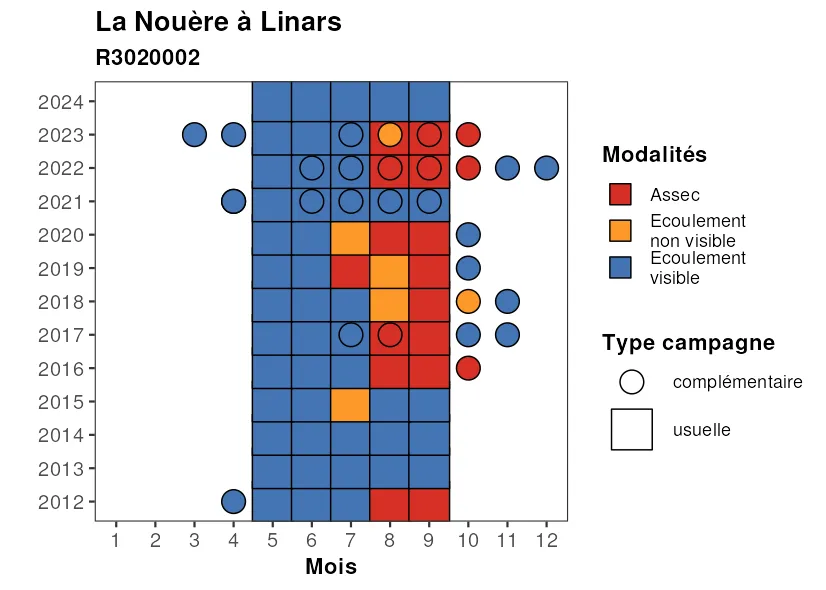 La Nouère à Linars
R3020002
2024
2023
2022
2021
2020
2019
2018
2017
2016
2015
2014
2013
2012
1 2 3 4 5 6 7 8 9 10 11 12
Mois
Modalités
Assec
Ecoulement
non visible
Ecoulement
visible
Type campagne
complémentaire
usuelle